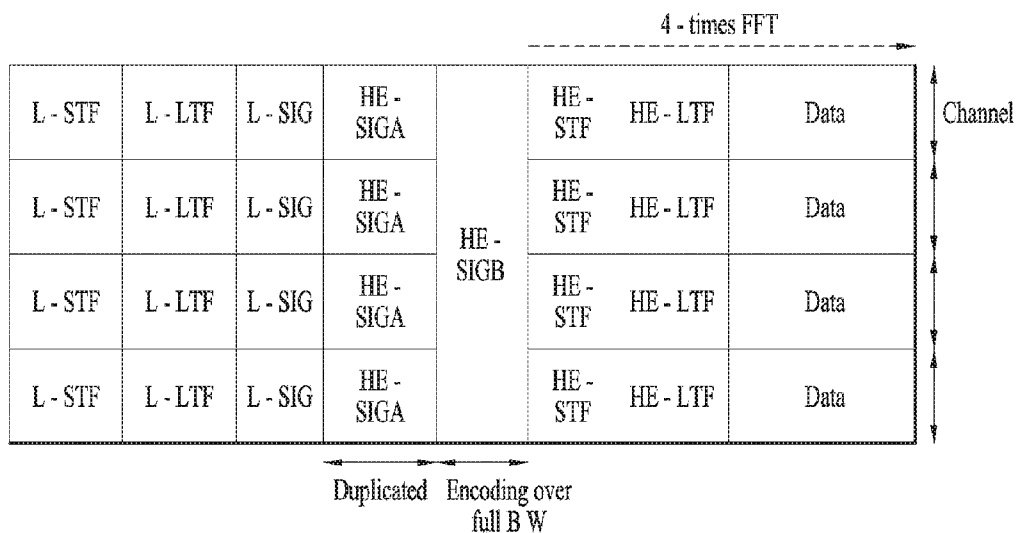 4 - times FFT
L - STF L - LTF L - SIG HE - SIGA HE - STF HE - LTF Data Channel
L - STF L - LTF L - SIG HE - SIGA HE - STF HE - LTF Data
HE - SIGB
L - STF L - LTF L - SIG HE - SIGA HE - STF HE - LTF Data
L - STF L - LTF L - SIG HE - SIGA HE - STF HE - LTF Data
Duplicated Encoding over
full B W